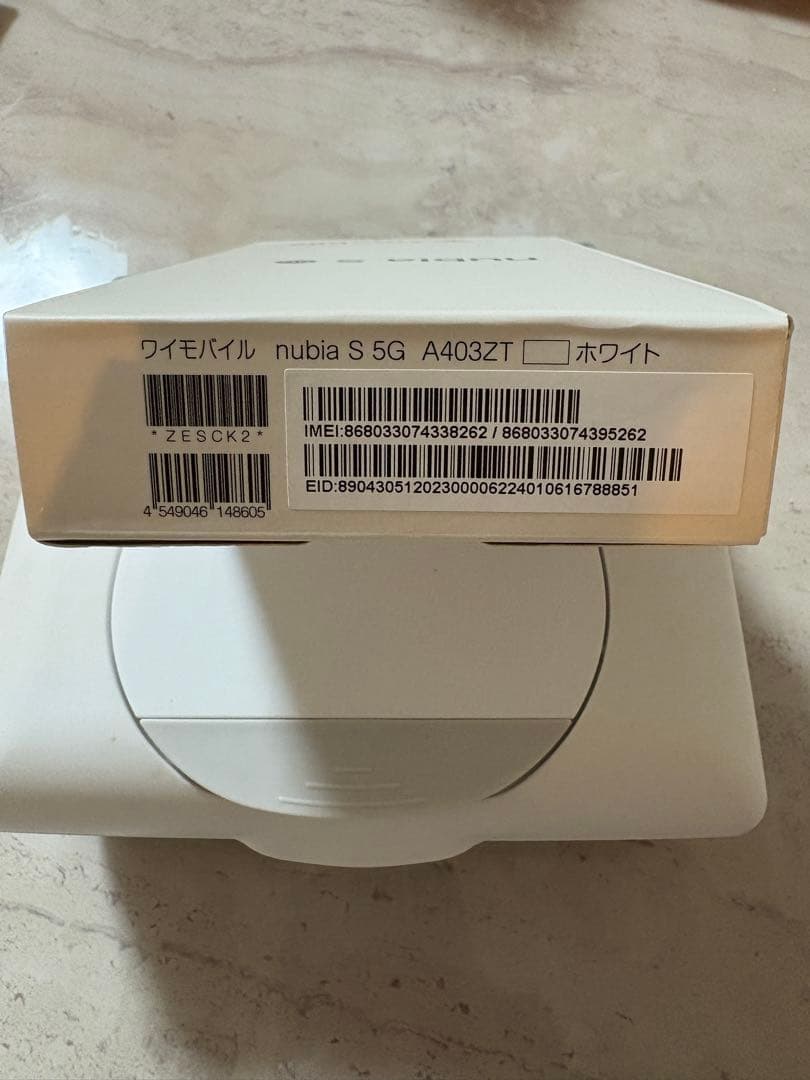 nubia S
ワイモバイル nubia S 5G A403ZT ホワイト
*ZESCK2*
4 549046 148605
IMEI:868033074338262 / 868033074395262
EID:89043051202300006224010616788851